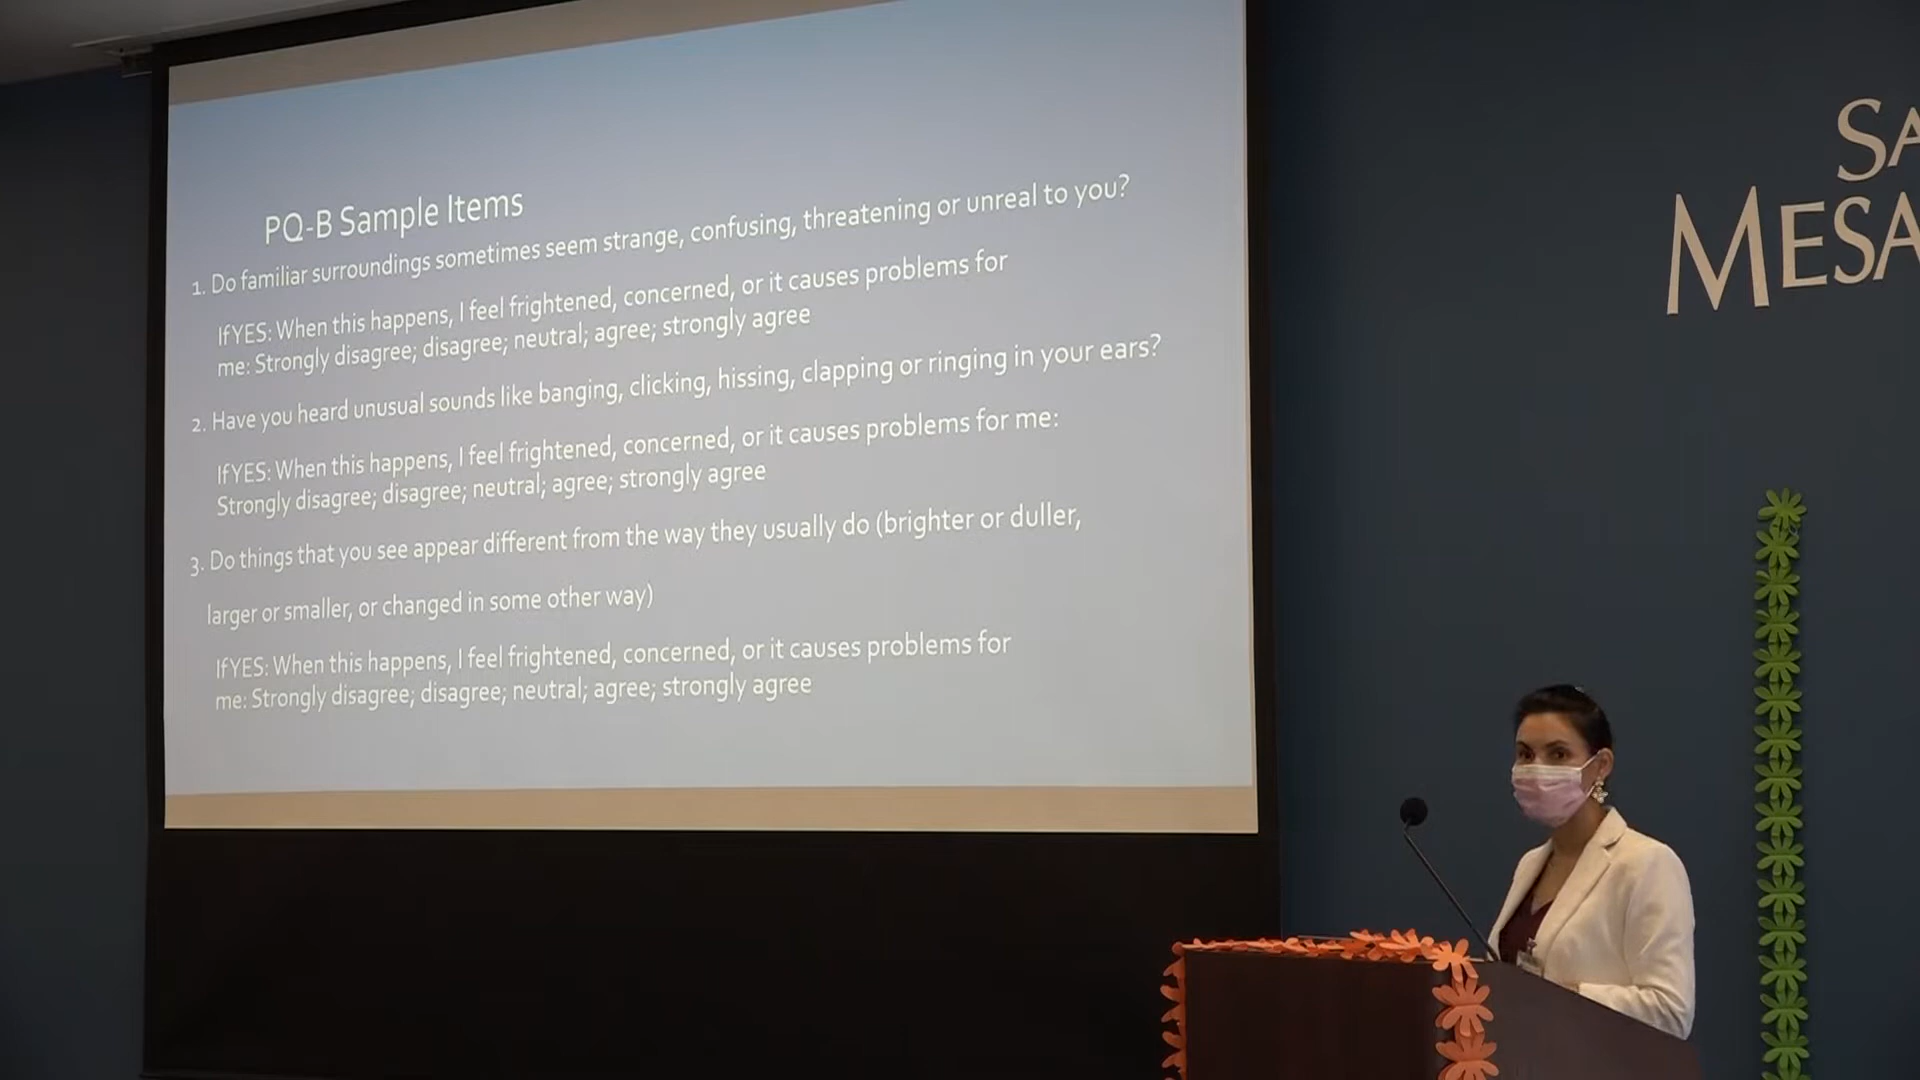 PQ-B Sample Items
1. Do familiar surroundings sometimes seem strange, confusing, threatening or unreal to you?
If YES: When this happens, I feel frightened, concerned, or it causes problems for
me: Strongly disagree; disagree; neutral; agree; strongly agree
2. Have you heard unusual sounds like banging, clicking, hissing, clapping or ringing in your ears?
If YES: When this happens, I feel frightened, concerned, or it causes problems for me:
Strongly disagree; disagree; neutral; agree; strongly agree
3. Do things that you see appear different from the way they usually do (brighter or duller,
larger or smaller, or changed in some other way)
If YES: When this happens, I feel frightened, concerned, or it causes problems for
me: Strongly disagree; disagree; neutral; agree; strongly agree
SA
MESA